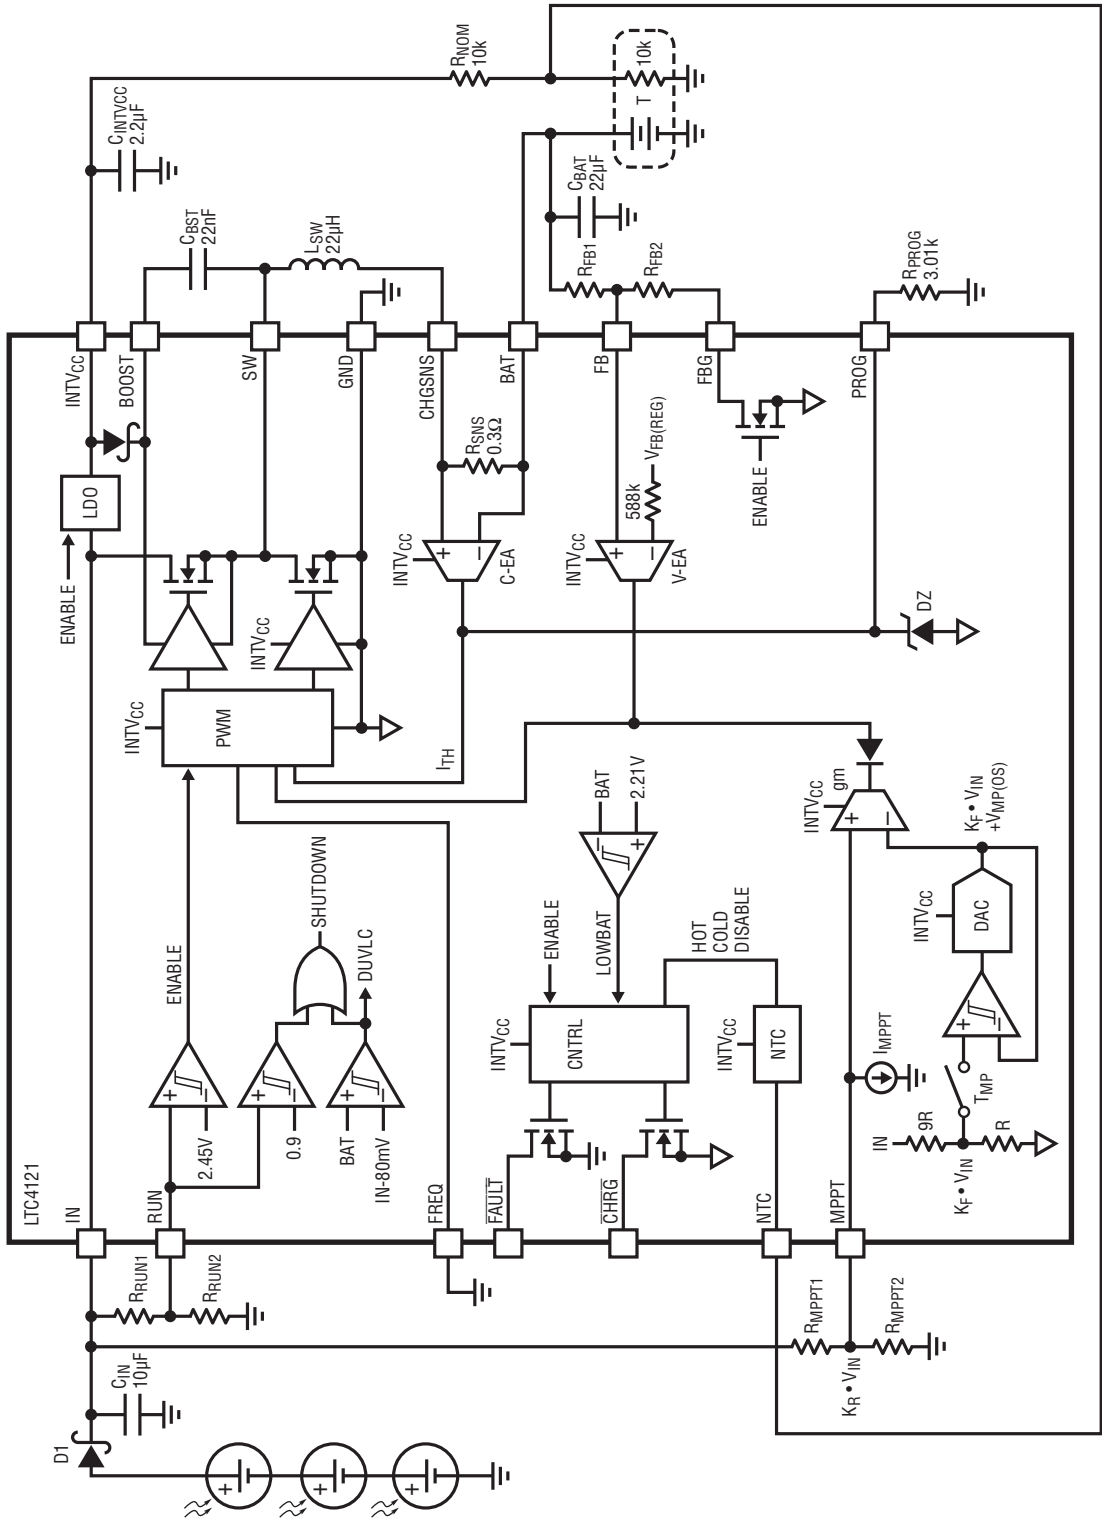 LTC4121
D1
CIN
10µF
IN
RRUN1
RRUN2
RUN
2.45V
ENABLE
0.9
BAT
IN-80mV
SHUTDOWN
DUVLC
ENABLE
LDO
INTVCC
PWM
INTVCC
INTVCC
BOOST
SW
GND
CHGSNS
BAT
FB
FBG
PROG
CINTVCC
2.2µF
CBST
22nF
LSW
22µH
RNOM
10k
T
10k
CBAT
22µF
RFB1
RFB2
RPROG
3.01k
RSNS
0.3Ω
INTVCC
C-EA
INTVCC
V-EA
588k
VFB(REG)
ENABLE
DZ
ITH
FREQ
FAULT
CHRG
NTC
MPPT
INTVCC
CNTRL
ENABLE
LOWBAT
BAT
2.21V
HOT
COLD
DISABLE
INTVCC
NTC
INTVCC
gm
KF • VIN
+VMP(OS)
INTVCC
DAC
IMPPT
TMP
IN
9R
R
KF • VIN
RMPPT1
RMPPT2
KR • VIN